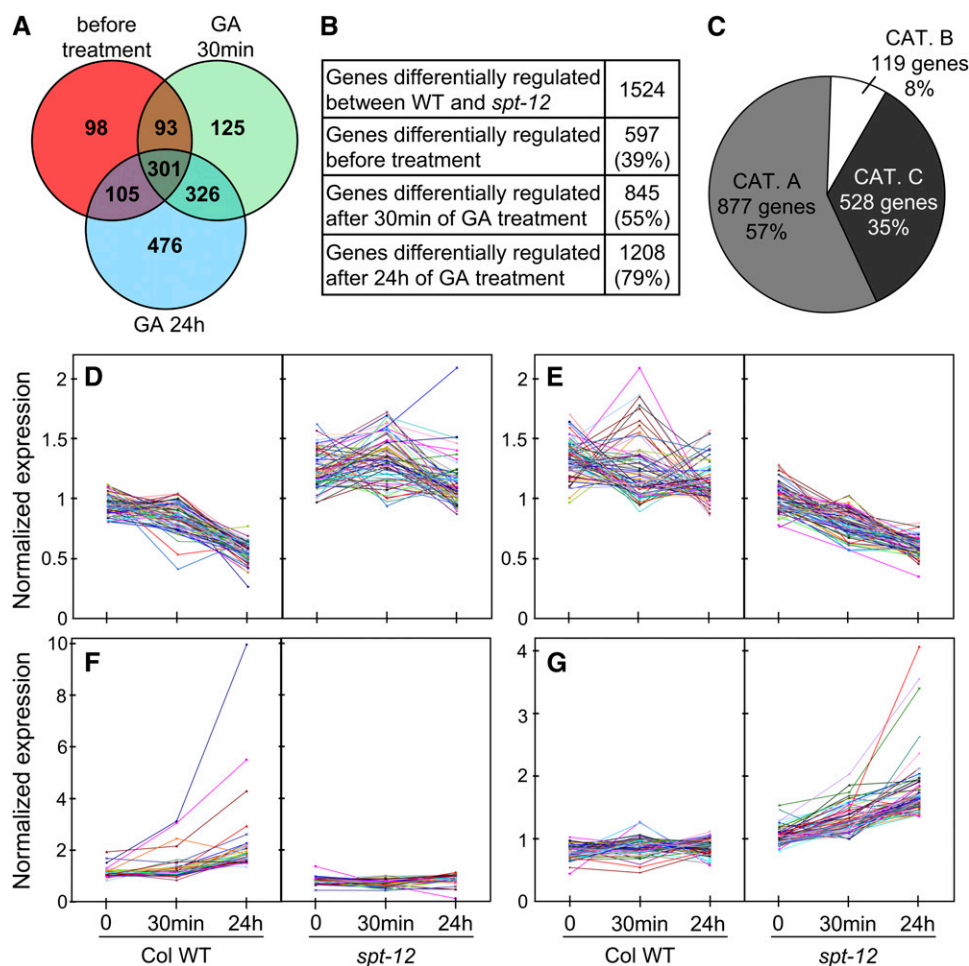 A
before
treatment
GA
30min
98
93
125
301
105
326
476
GA 24h
B
Genes differentially regulated
between WT and spt-12
1524
Genes differentially regulated
before treatment
597
(39%)
Genes differentially regulated
after 30min of GA treatment
845
(55%)
Genes differentially regulated
after 24h of GA treatment
1208
(79%)
C
CAT. B
119 genes
8%
CAT. A
877 genes
57%
CAT. C
528 genes
35%
Normalized expression
2
1.5
1
0.5
0
D
2
1.5
1
0.5
0
E
Normalized expression
10
8
6
4
2
0
F
4
3
2
1
0
G
0 30min 24h
Col WT
0 30min 24h
spt-12
0 30min 24h
Col WT
0 30min 24h
spt-12